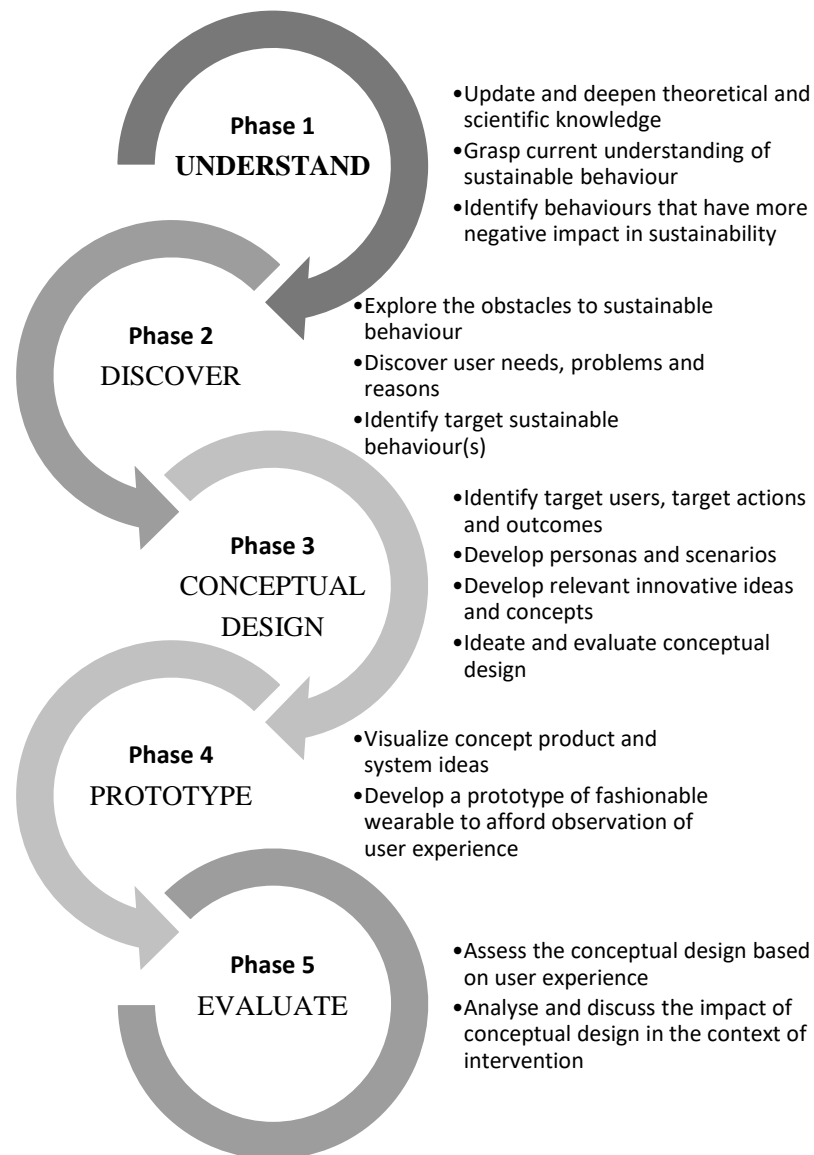 Phase 1
UNDERSTAND
•Update and deepen theoretical and
scientific knowledge
•Grasp current understanding of
sustainable behaviour
•Identify behaviours that have more
negative impact in sustainability
Phase 2
DISCOVER
•Explore the obstacles to sustainable
behaviour
•Discover user needs, problems and
reasons
•Identify target sustainable
behaviour(s)
Phase 3
CONCEPTUAL
DESIGN
•Identify target users, target actions
and outcomes
•Develop personas and scenarios
•Develop relevant innovative ideas
and concepts
•Ideate and evaluate conceptual
design
Phase 4
PROTOTYPE
•Visualize concept product and
system ideas
•Develop a prototype of fashionable
wearable to afford observation of
user experience
Phase 5
EVALUATE
•Assess the conceptual design based
on user experience
•Analyse and discuss the impact of
conceptual design in the context of
intervention